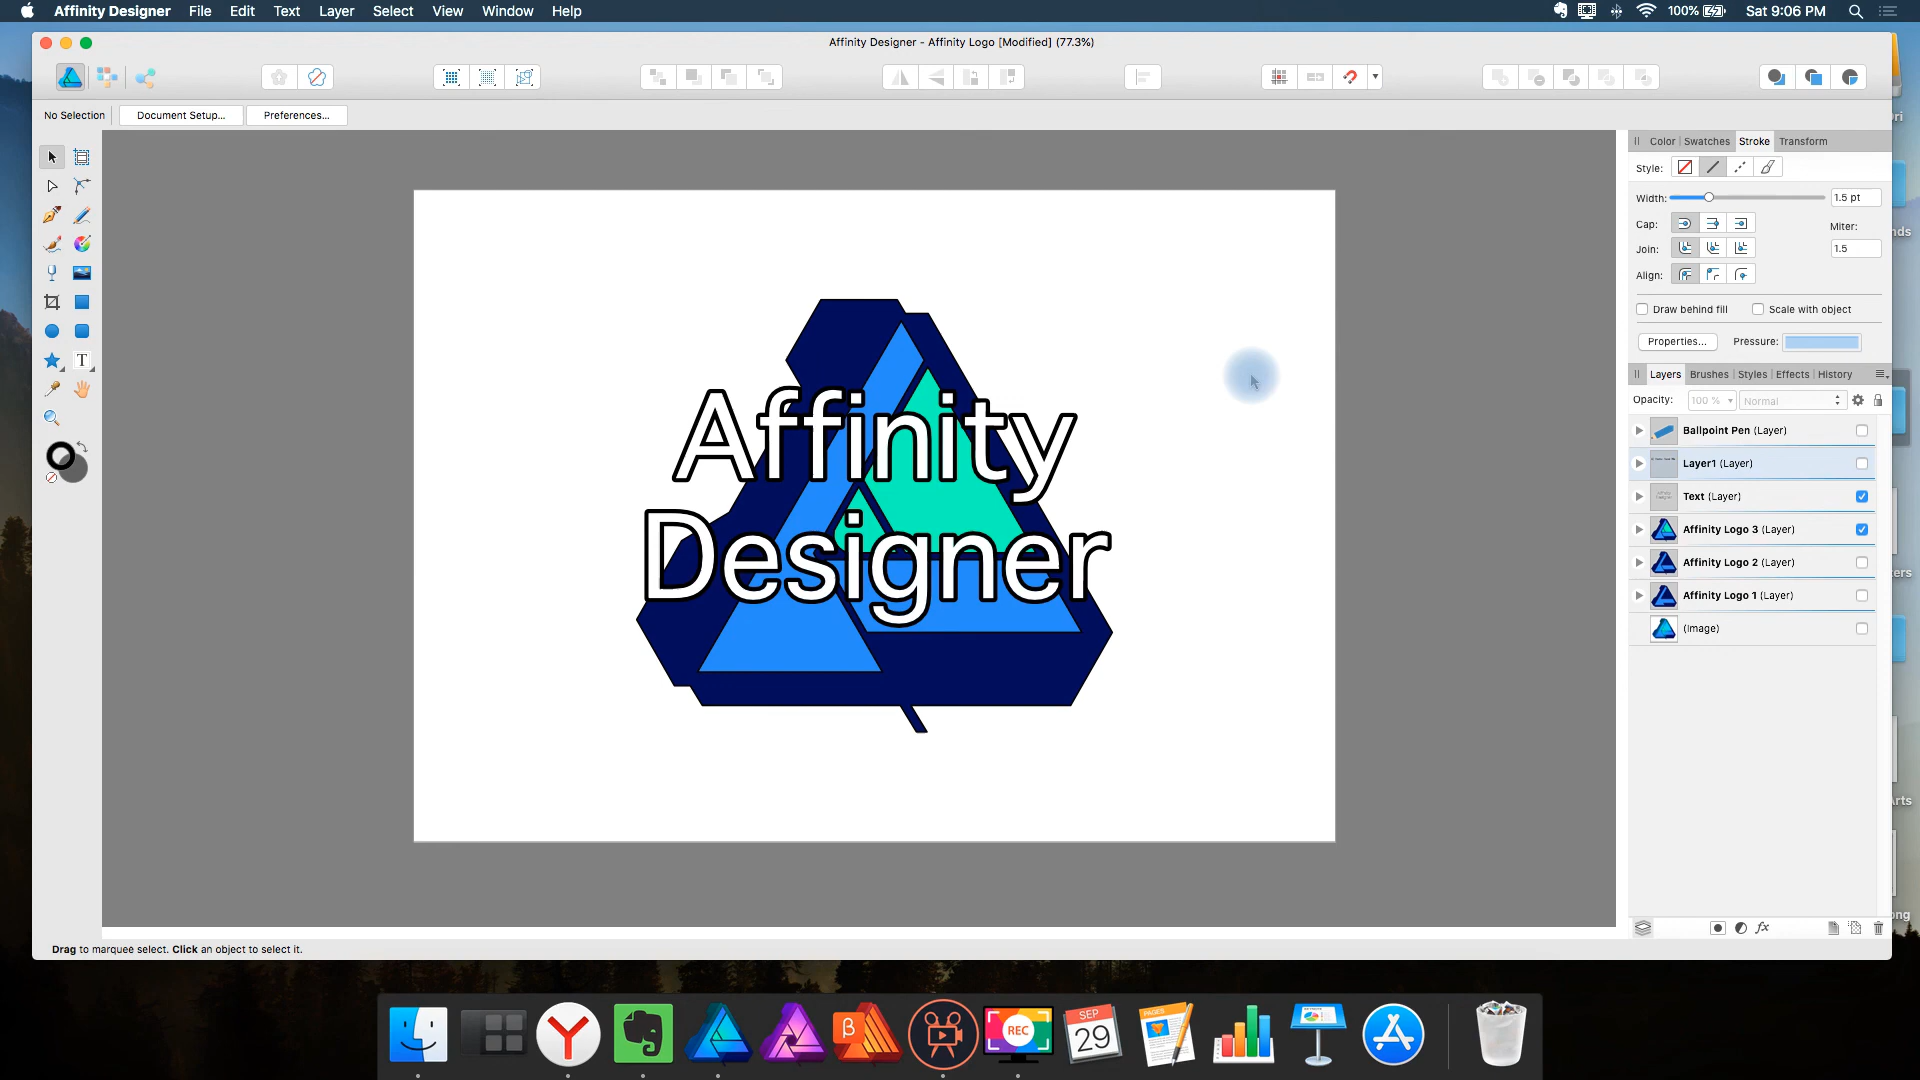 Affinity Designer File Edit Text Layer Select View Window Help
100% Sat 9:06 PM
Affinity Designer - Affinity Logo [Modified] (77.3%)
No Selection Document Setup... Preferences...
Color Swatches Stroke Transform
Style:
Width: 1.5 pt
Cap: Miter:
Join: 1.5
Align:
Draw behind fill Scale with object
Properties... Pressure:
Layers Brushes Styles Effects History
Opacity: 100 % Normal
Ballpoint Pen (Layer)
Layer1 (Layer)
Text (Layer)
Affinity Logo 3 (Layer)
Affinity Logo 2 (Layer)
Affinity Logo 1 (Layer)
(Image)
fx
T
Affinity
Designer
Drag to marquee select. Click an object to select it.
β
REC
SEP
29
PAGES